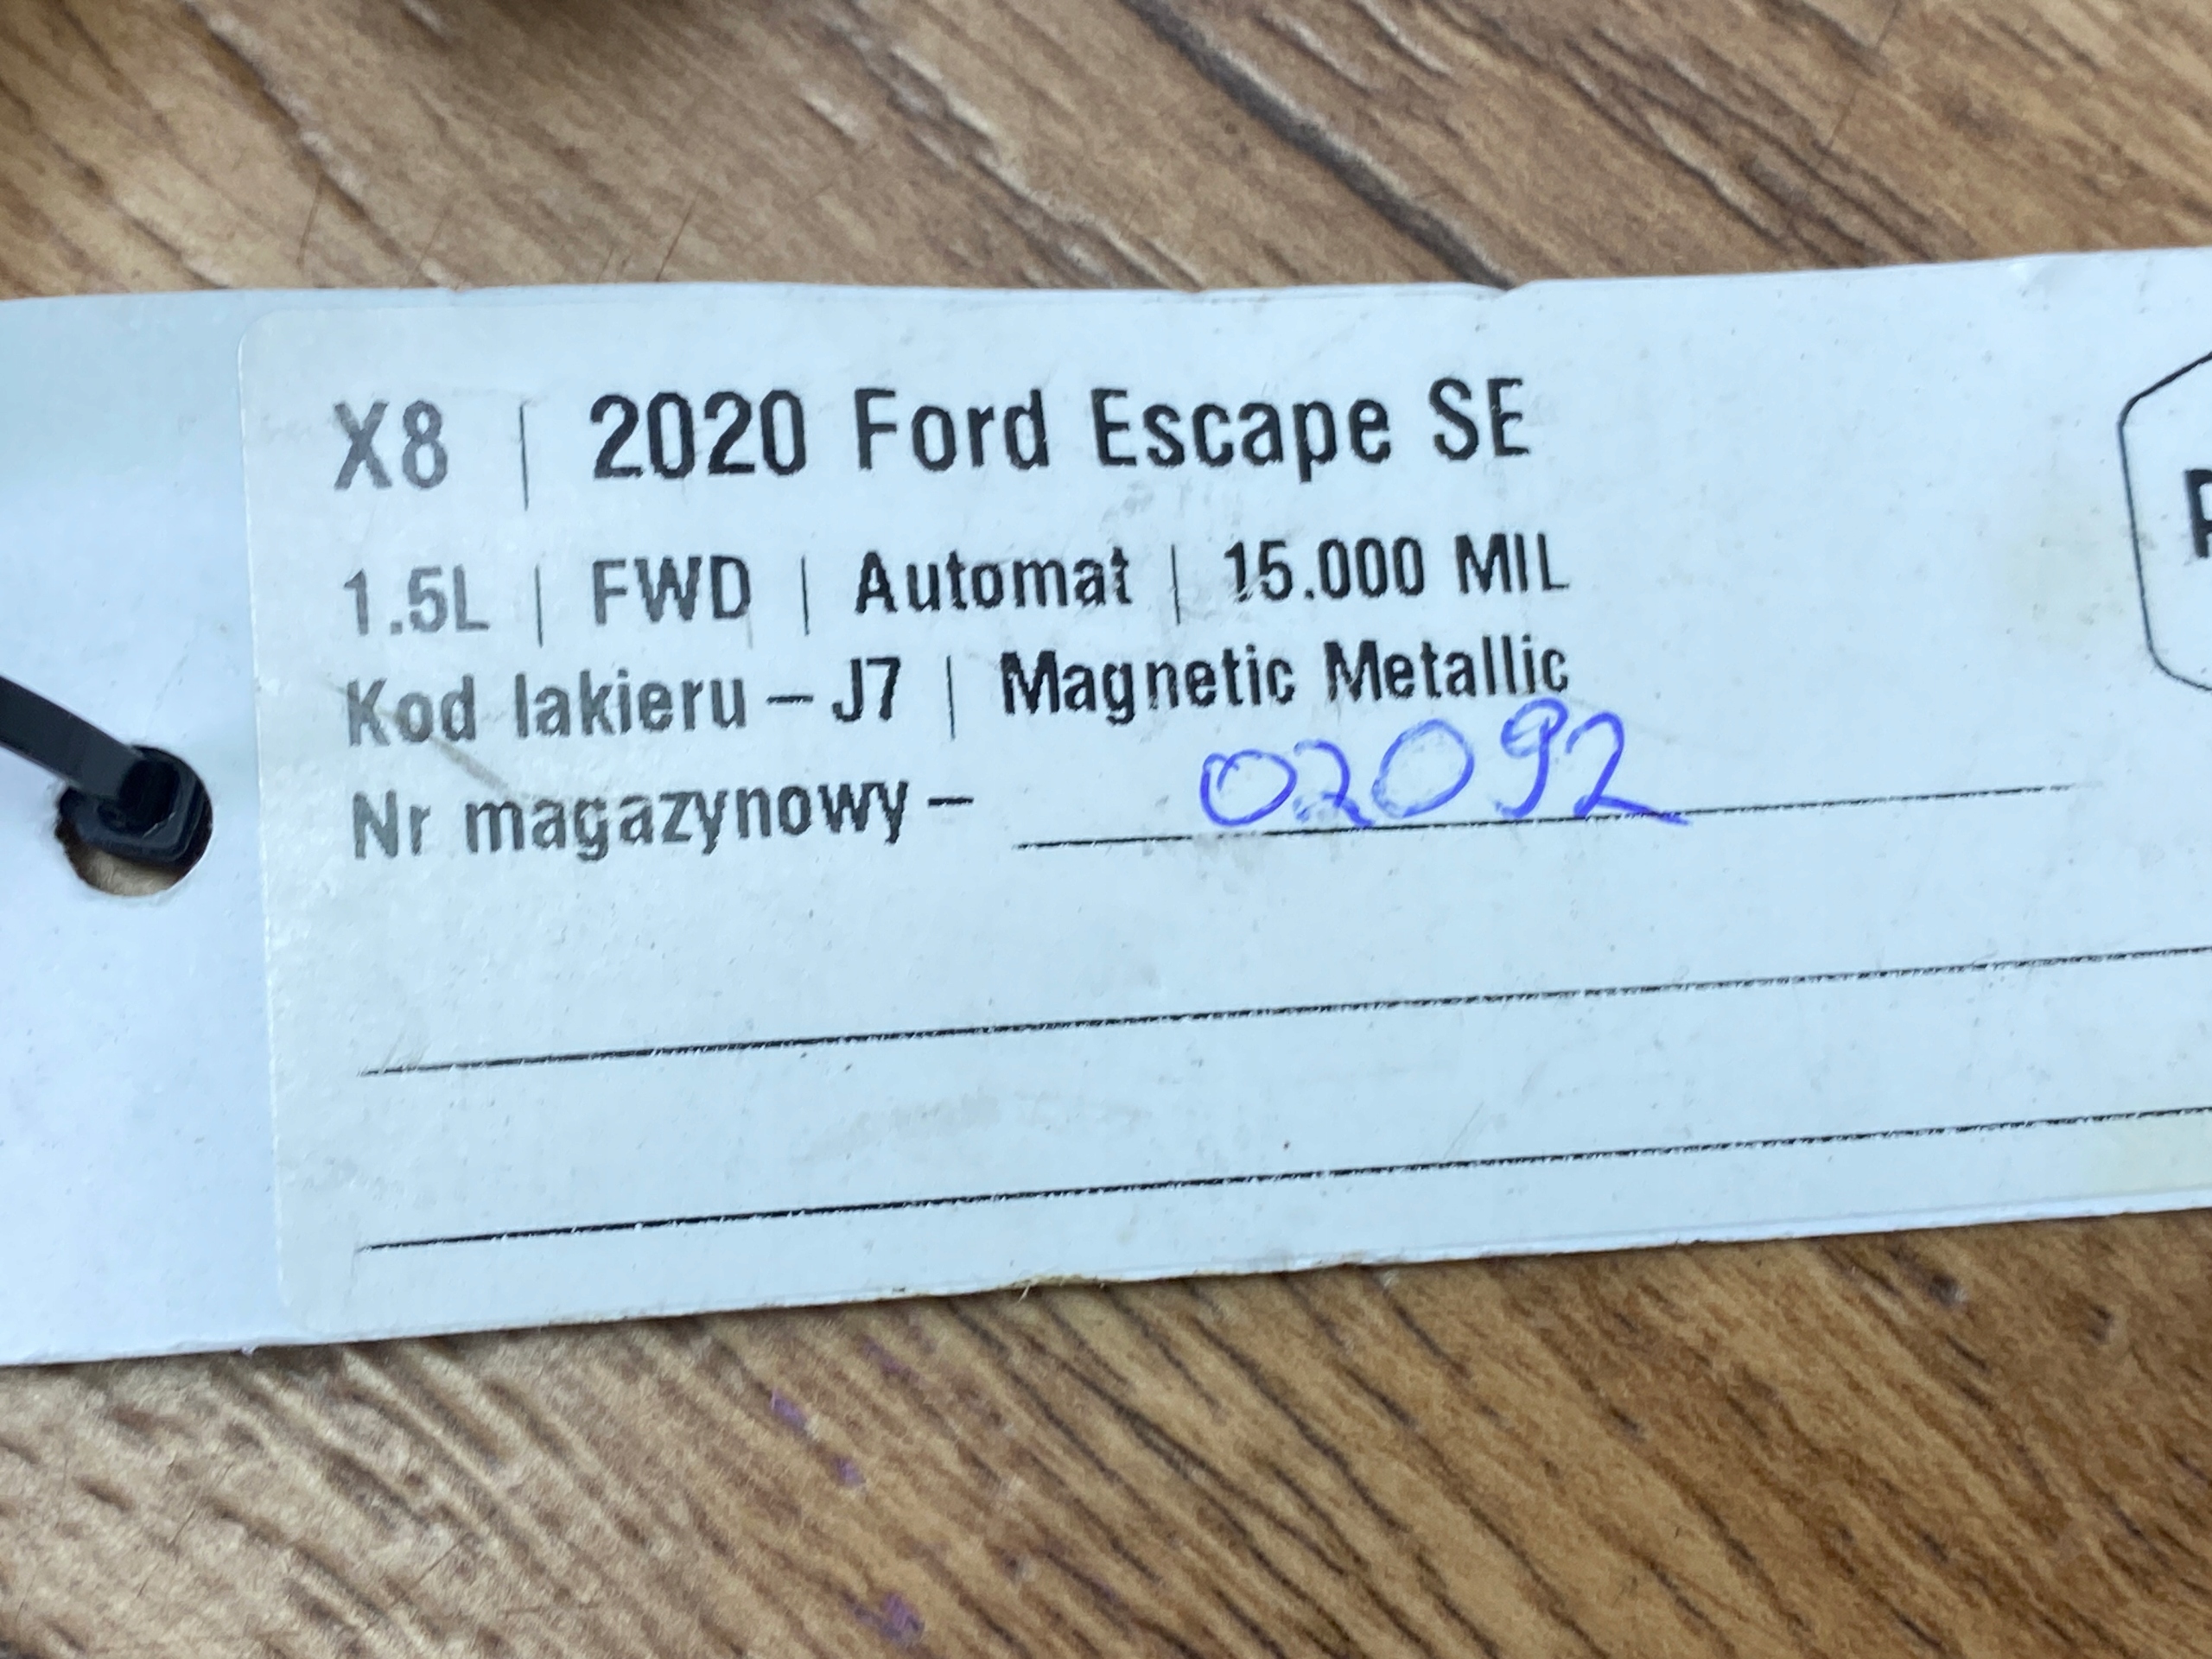 X8 | 2020 Ford Escape SE
1.5L | FWD | Automat | 15.000 MIL
Kod lakieru – J7 | Magnetic Metallic
Nr magazynowy – 02092